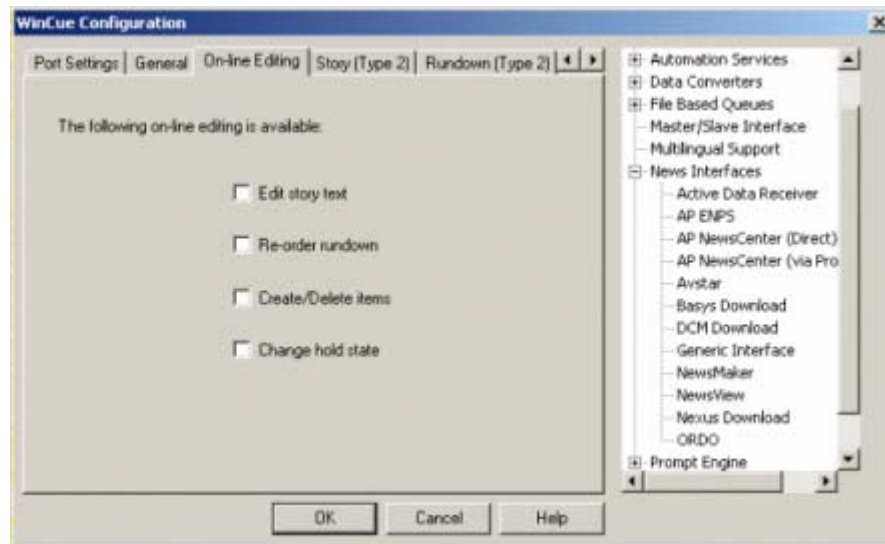 WinCue Configuration
Port Settings
General
On-line Editing
Story (Type 2)
Rundown (Type 2)
The following on-line editing is available:
Edit story text
Re-order rundown
Create/Delete items
Change hold state
Automation Services
Data Converters
File Based Queues
Master/Slave Interface
Multilingual Support
News Interfaces
Active Data Receiver
AP ENPS
AP NewsCenter (Direct)
AP NewsCenter (via Pro
Avstar
Basys Download
DCM Download
Generic Interface
NewsMaker
NewsView
Nexus Download
ORDO
Prompt Engine
OK
Cancel
Help